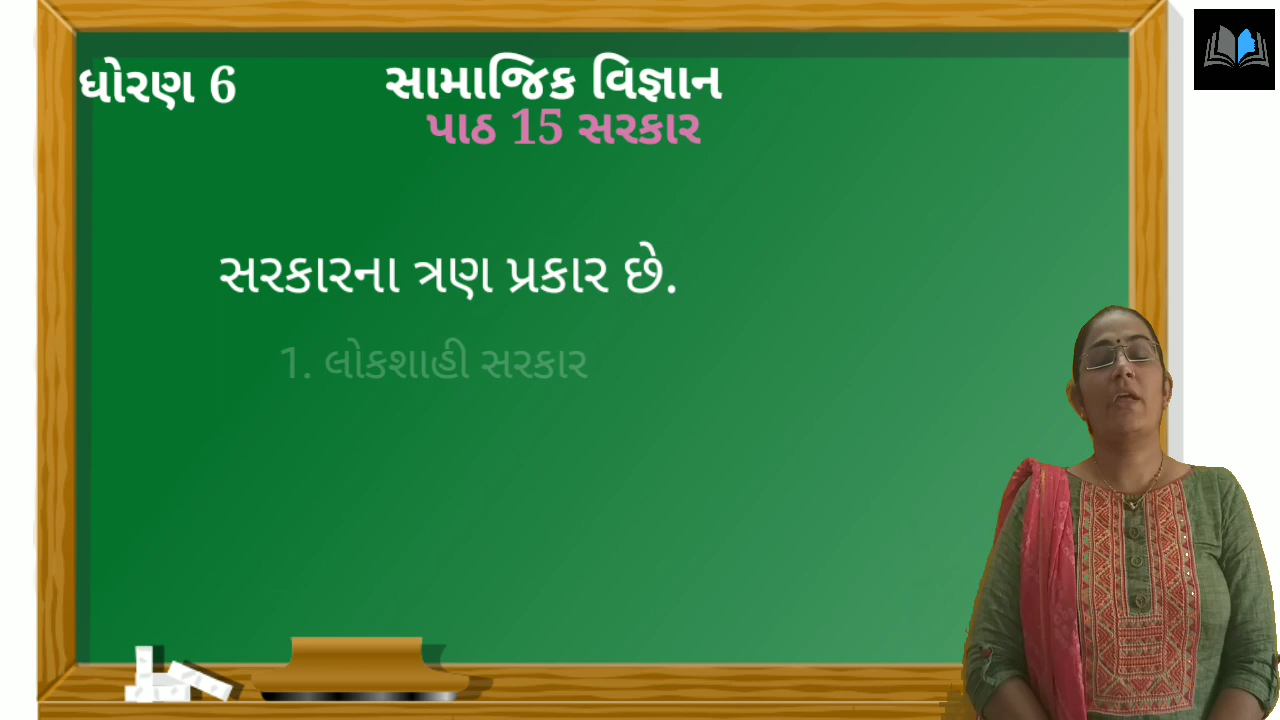 ધોરણ 6
સામાજિક વિજ્ઞાન
પાઠ 15 સરકાર
સરકારના ત્રણ પ્રકાર છે.
1. લોકશાહી સરકાર